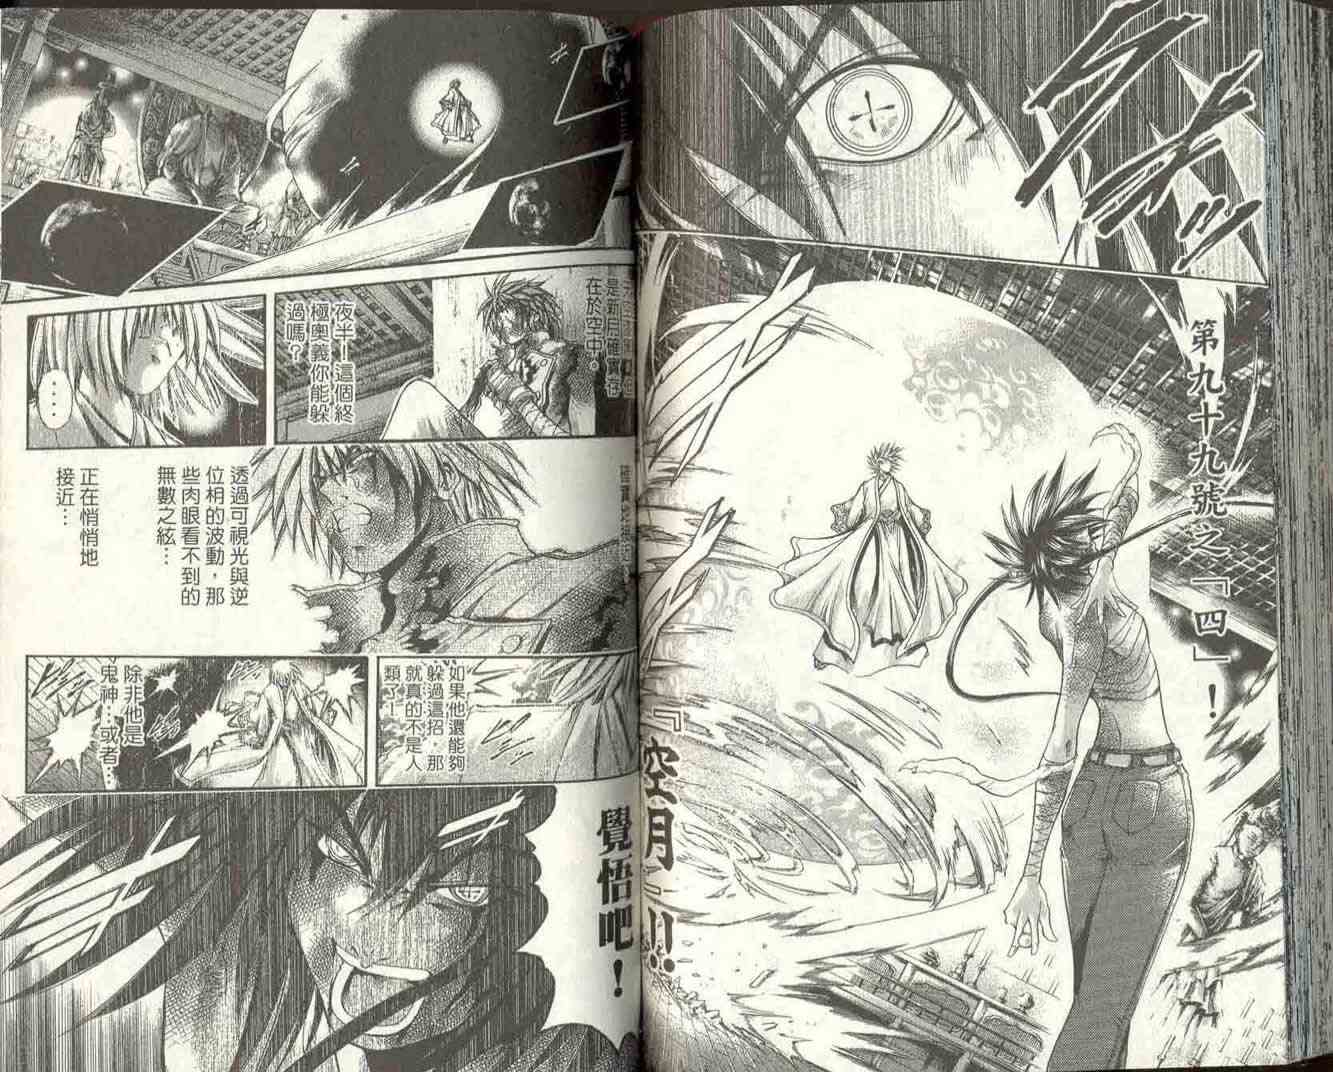 第九十九號之「四」！
『空月』!!
是新月確實存
在於空中。
夜半！這個終
極奧義你能躲
過嗎？
‥‥
透過可視光與逆
位相的波動，那
些肉眼看不到的
無數之絃…
正在悄悄地
接近…
如果他還能夠
躲過這招，那
就真的不是人
類了！
除非他是
鬼神…或者…
覺悟吧！